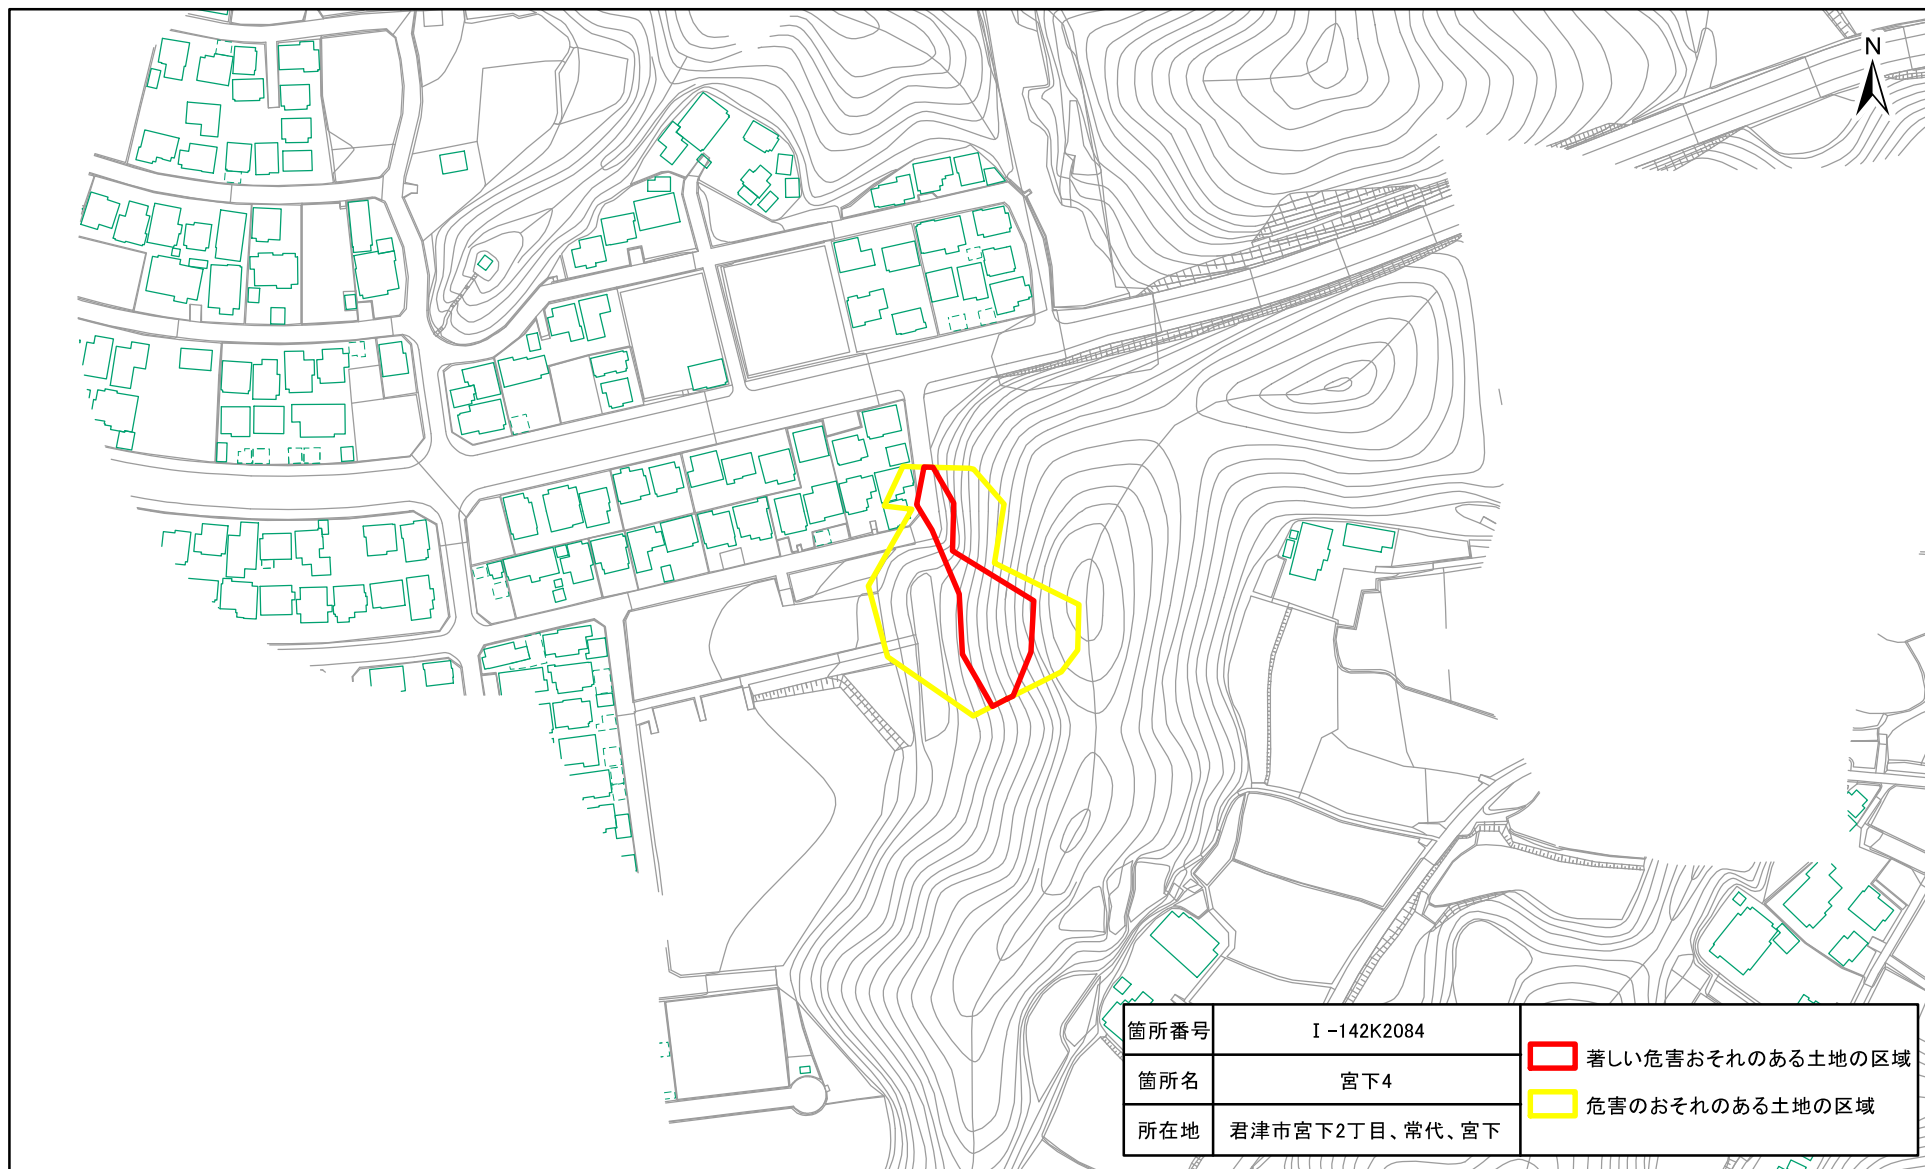 N
箇所番号 Ⅰ-142K2084
箇所名 宮下4
所在地 君津市宮下2丁目、常代、宮下
著しい危害おそれのある土地の区域
危害のおそれのある土地の区域